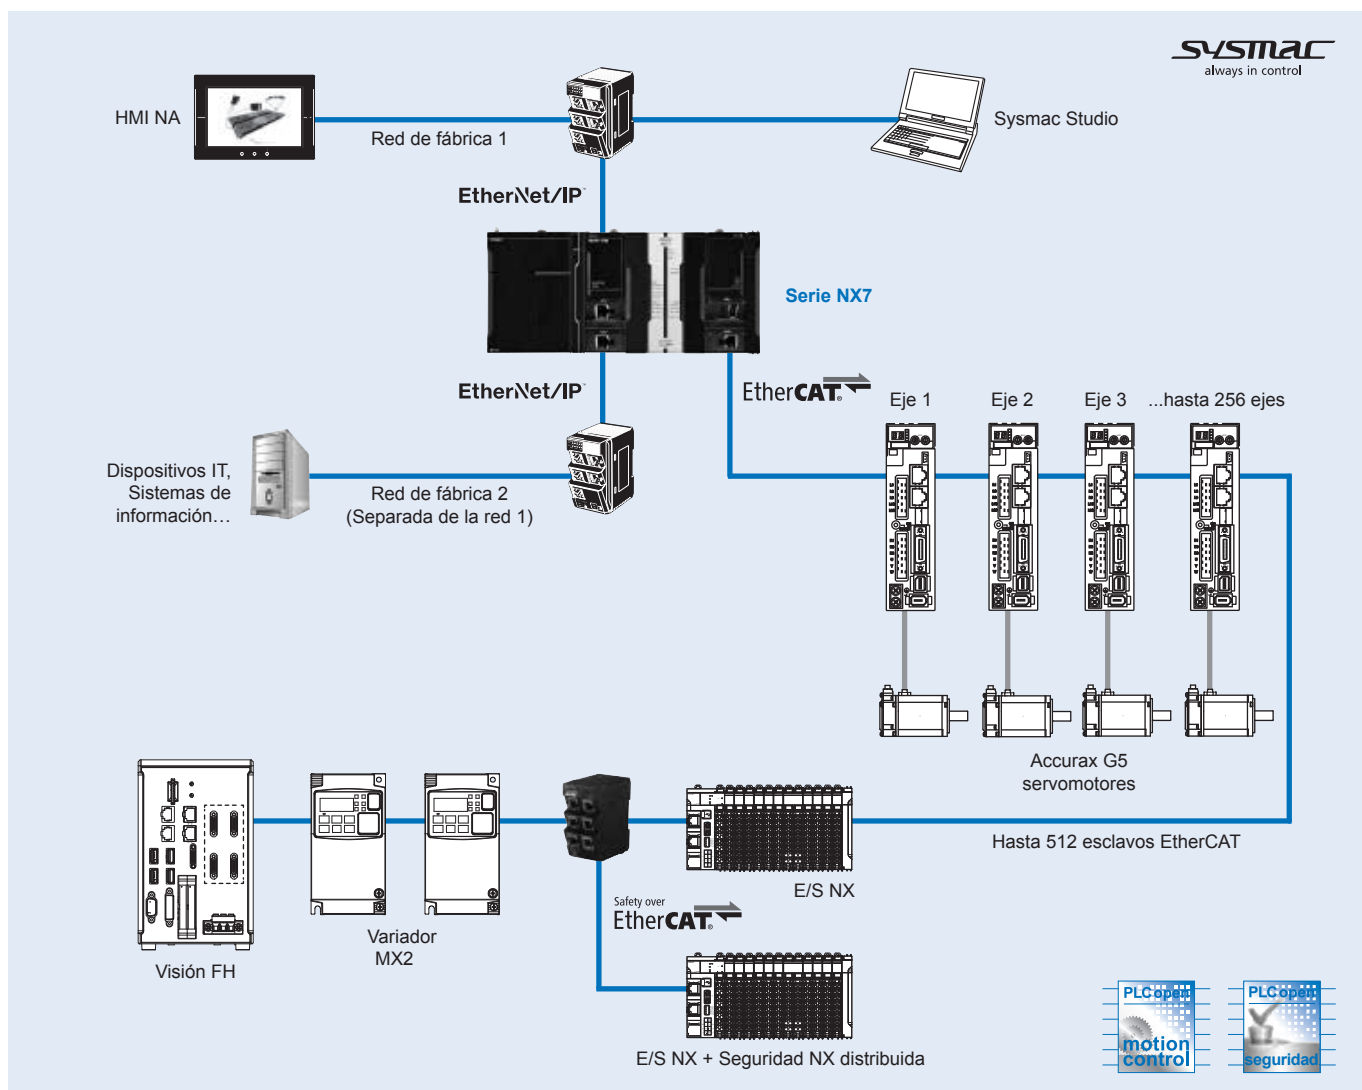 sysmac
always in control
HMI NA
Red de fábrica 1
Sysmac Studio
EtherNet/IP
Serie NX7
EtherNet/IP
EtherCAT®
Eje 1
Eje 2
Eje 3
...hasta 256 ejes
Dispositivos IT,
Sistemas de
información…
Red de fábrica 2
(Separada de la red 1)
Accurax G5
servomotores
Hasta 512 esclavos EtherCAT
E/S NX
Safety over
EtherCAT®
Variador
MX2
Visión FH
E/S NX + Seguridad NX distribuida
PLCopen
motion
control
PLCopen
seguridad